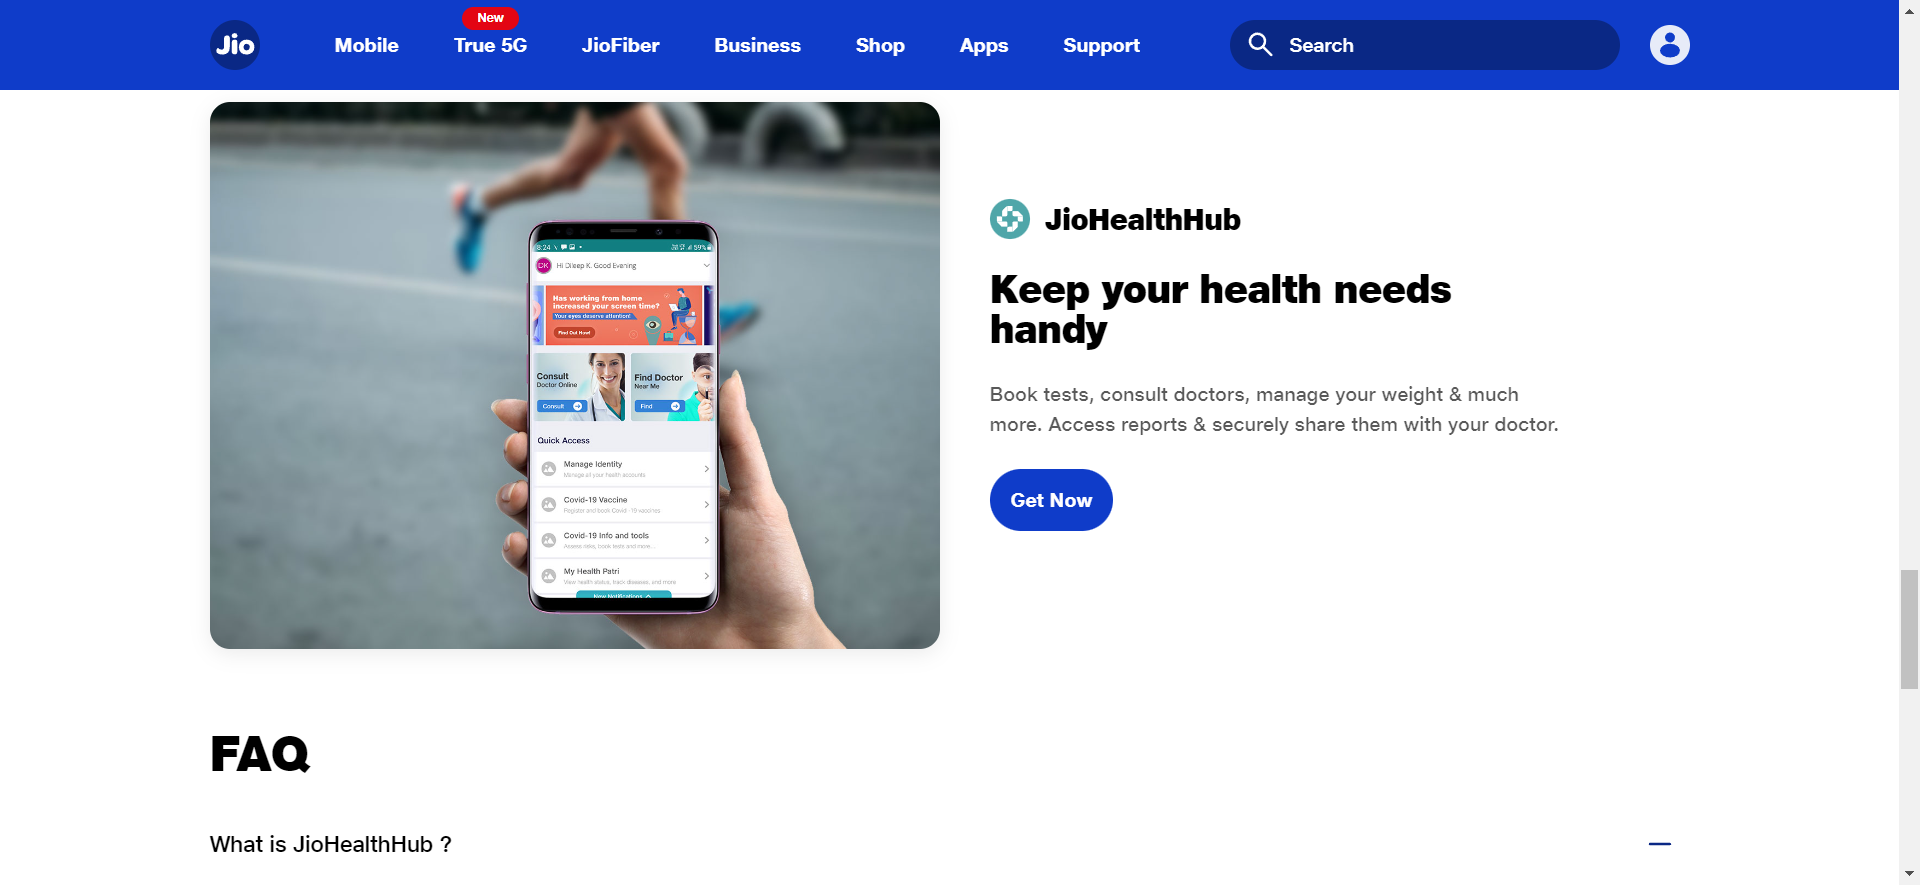 Jio
Mobile
New
True 5G
JioFiber
Business
Shop
Apps
Support
Search
8:24
59%
DK
Hi Dileep K. Good Evening
Has working from home
increased your screen time?
Your eyes deserve attention!
Find Out How!
Consult
Doctor Online
Consult
Find Doctor
Near Me
Find
Quick Access
Manage Identity
Manage all your health accounts
Covid-19 Vaccine
Register and book Covid -19 vaccines
Covid-19 Info and tools
Assess risks, book tests and more...
My Health Patri
View health status, track diseases, and more
New Notifications
JioHealthHub
Keep your health needs
handy
Book tests, consult doctors, manage your weight & much
more. Access reports & securely share them with your doctor.
Get Now
FAQ
What is JioHealthHub ?